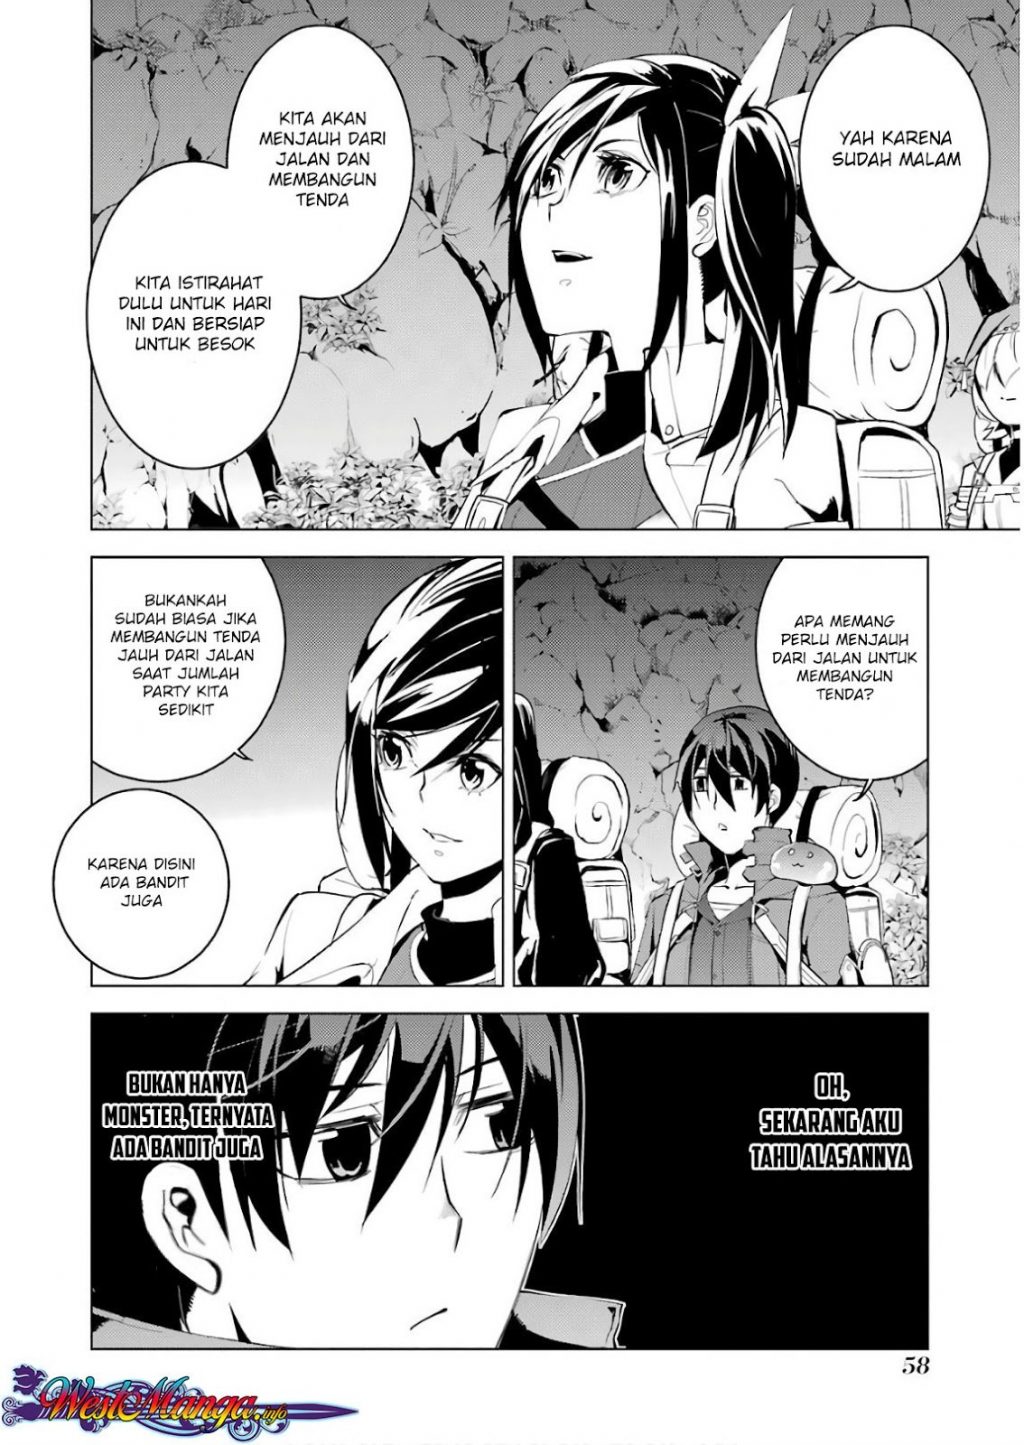 YAH KARENA
SUDAH MALAM
KITA AKAN
MENJAUH DARI
JALAN DAN
MEMBANGUN
TENDA
KITA ISTIRAHAT
DULU UNTUK HARI
INI DAN BERSIAP
UNTUK BESOK
APA MEMANG
PERLU MENJAUH
DARI JALAN UNTUK
MEMBANGUN
TENDA?
BUKANKAH
SUDAH BIASA JIKA
MEMBANGUN TENDA
JAUH DARI JALAN
SAAT JUMLAH
PARTY KITA
SEDIKIT
KARENA DISINI
ADA BANDIT
JUGA
OH,
SEKARANG AKU
TAHU ALASANNYA
BUKAN HANYA
MONSTER, TERNYATA
ADA BANDIT JUGA
58
WestManga.info